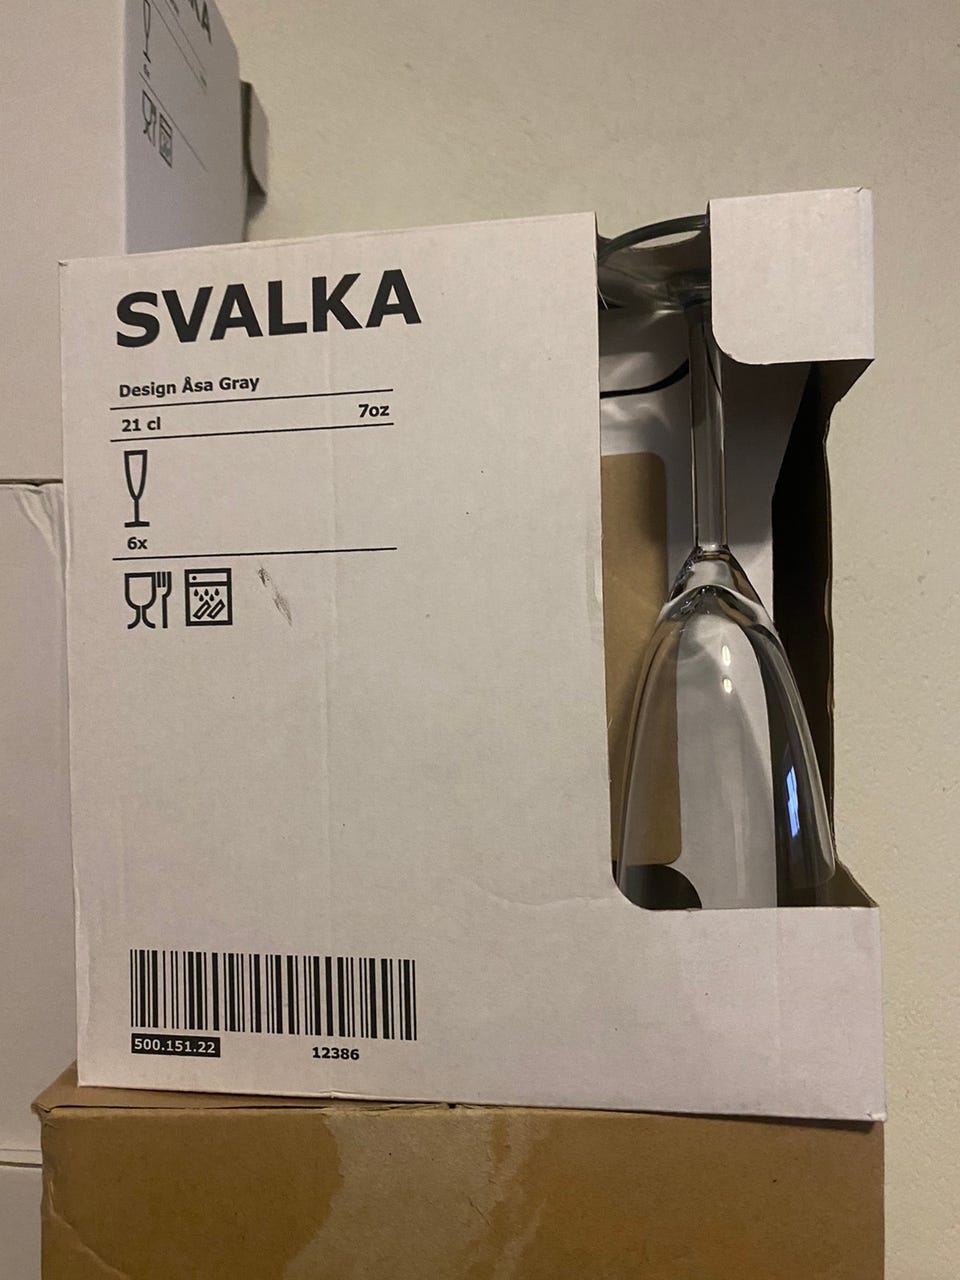 SVALKA
Design Åsa Gray
21 cl 7oz
6x
500.151.22 12386